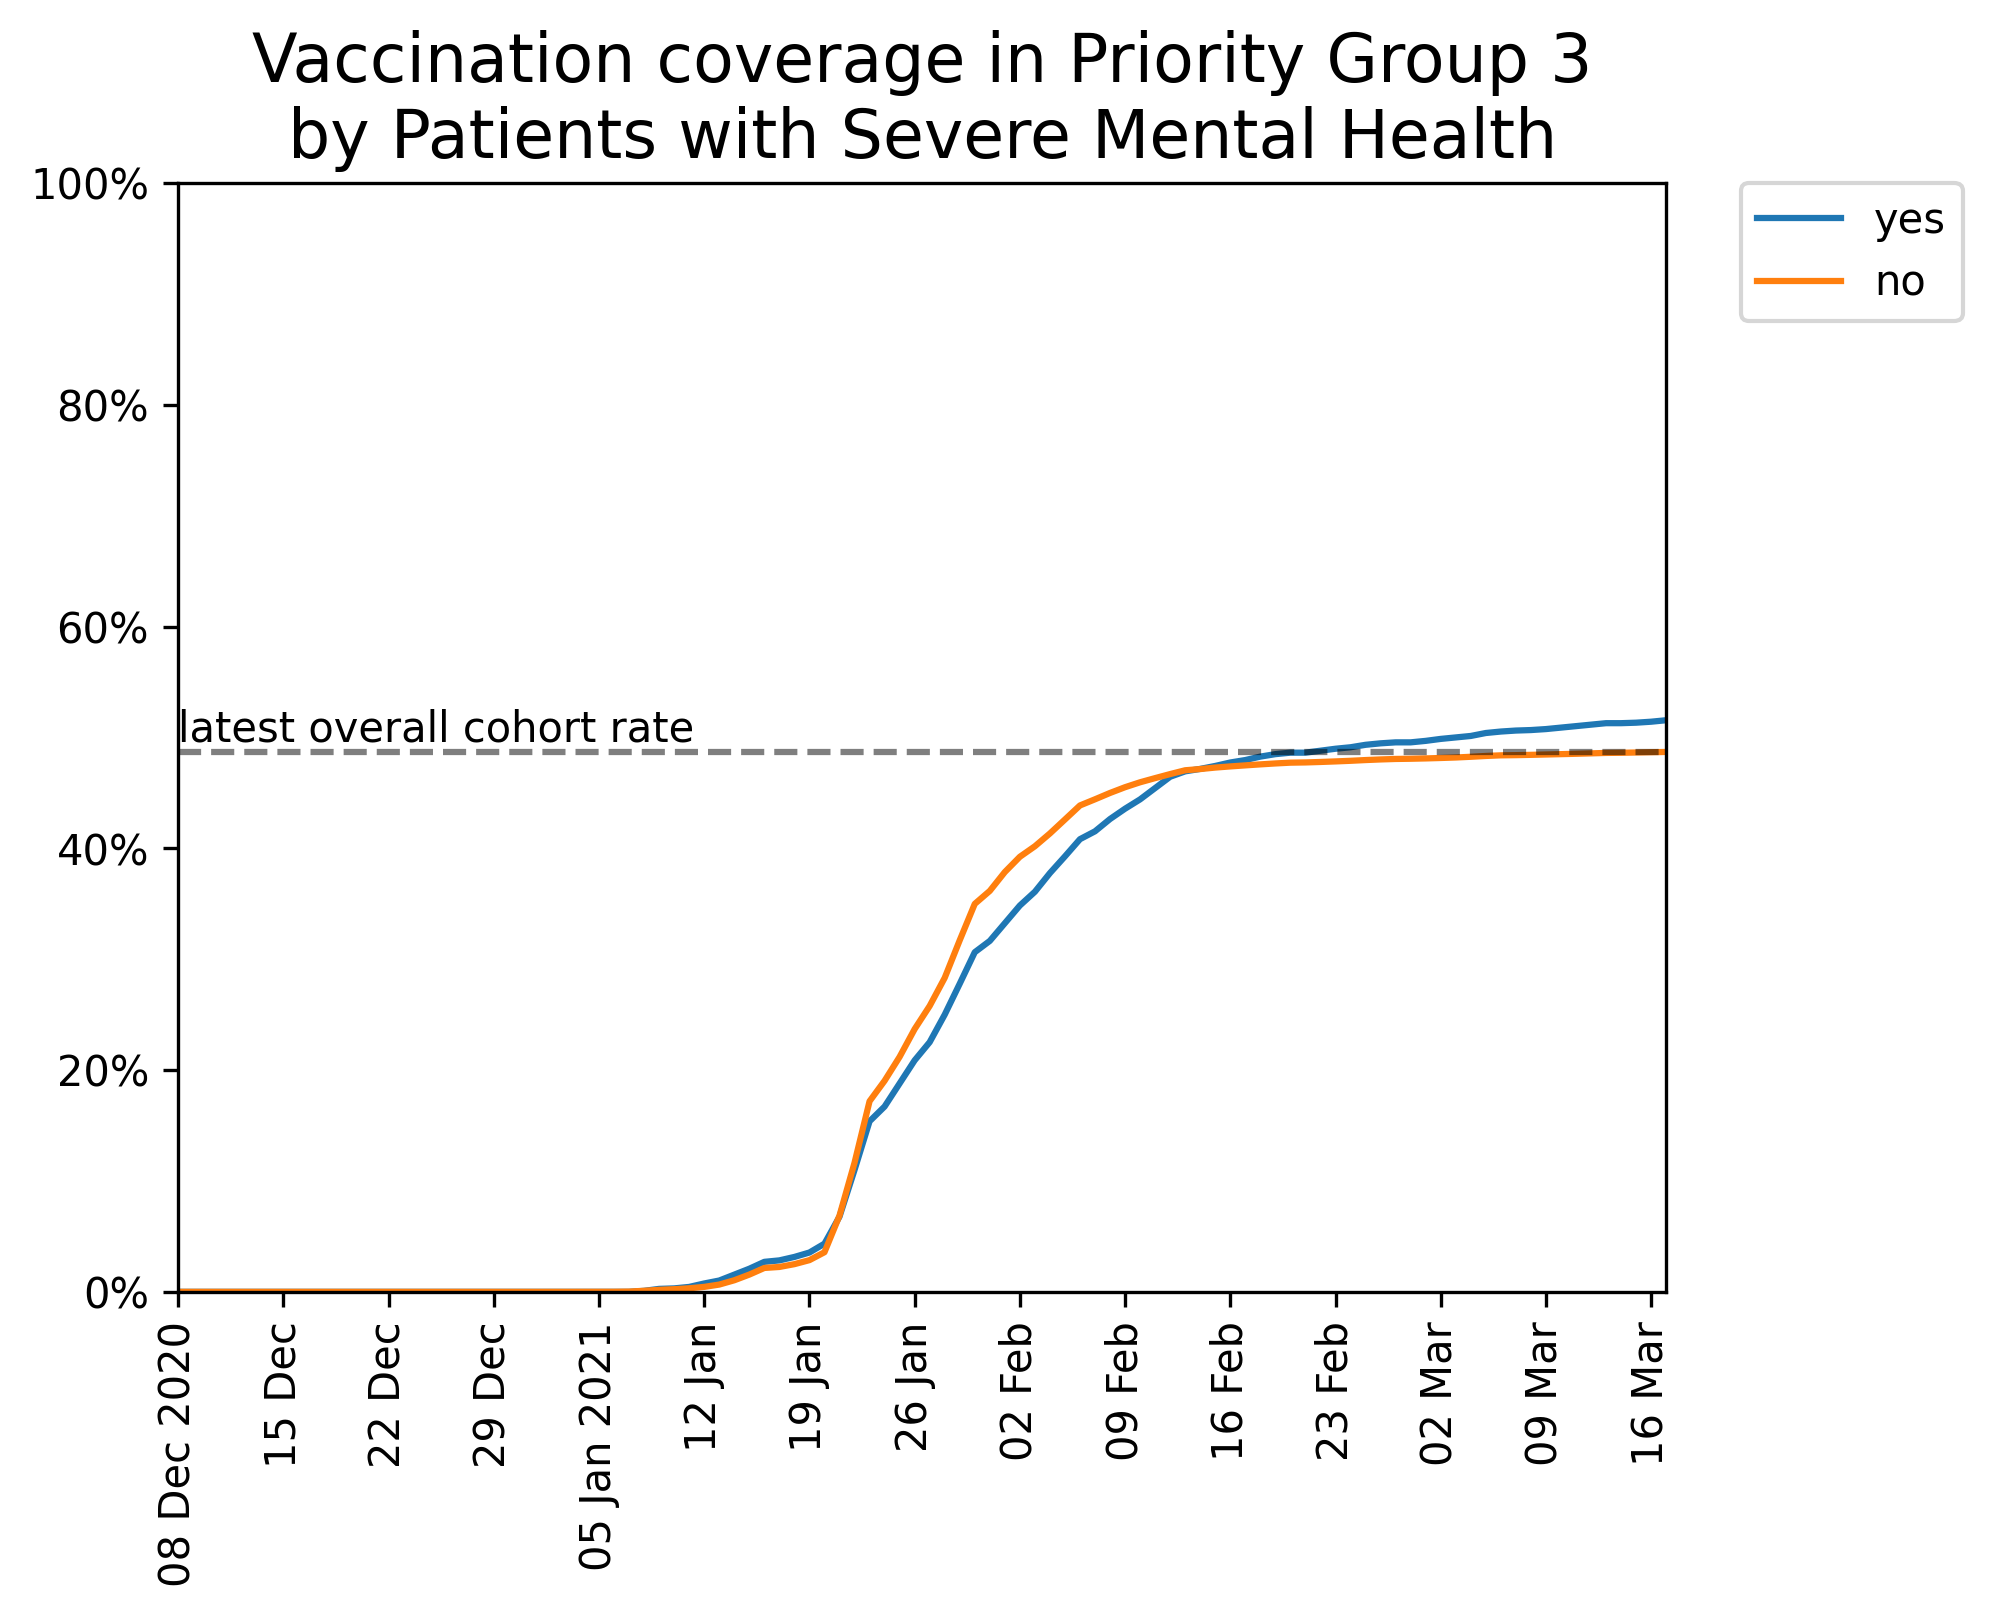 Vaccination coverage in Priority Group 3
by Patients with Severe Mental Health
100%
80%
60%
40%
20%
0%
latest overall cohort rate
yes
no
08 Dec 2020
15 Dec
22 Dec
29 Dec
05 Jan 2021
12 Jan
19 Jan
26 Jan
02 Feb
09 Feb
16 Feb
23 Feb
02 Mar
09 Mar
16 Mar